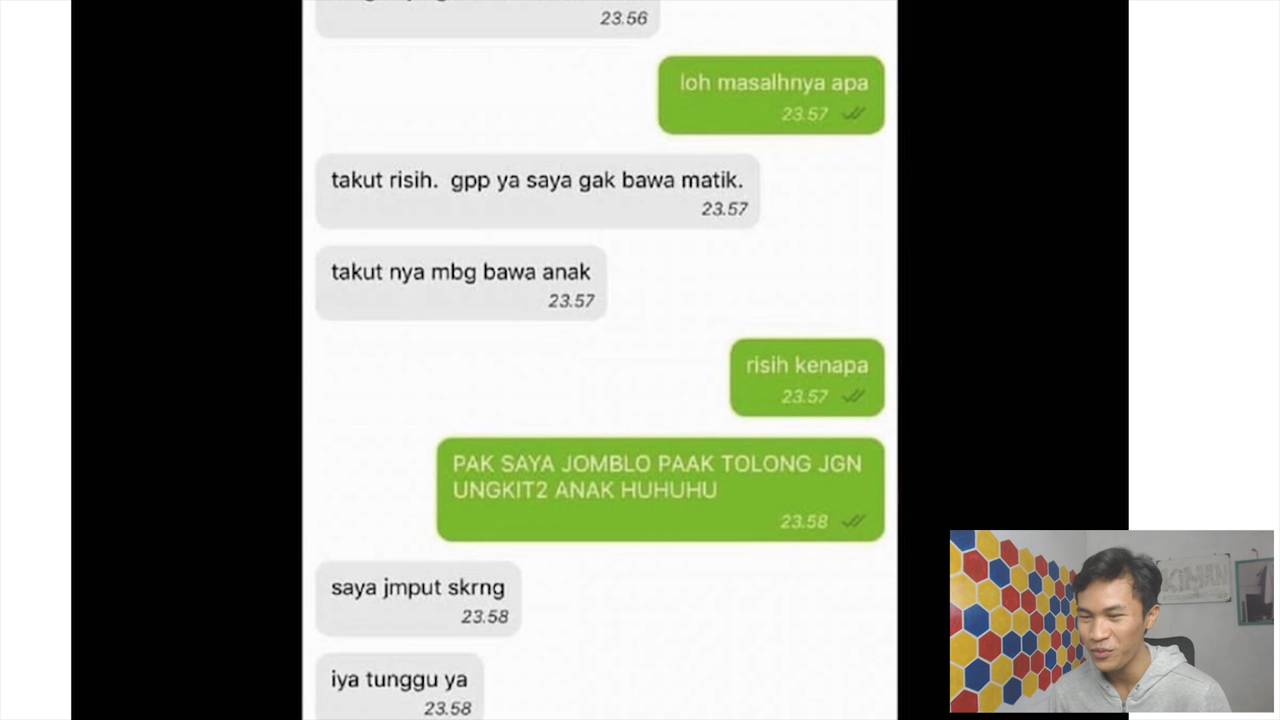 23.56
loh masalhnya apa
23.57
takut risih. gpp ya saya gak bawa matik.
23.57
takut nya mbg bawa anak
23.57
risih kenapa
23.57
PAK SAYA JOMBLO PAAK TOLONG JGN
UNGKIT2 ANAK HUHUHU
23.58
saya jmput skrng
23.58
iya tunggu ya
23.58
KIMAN